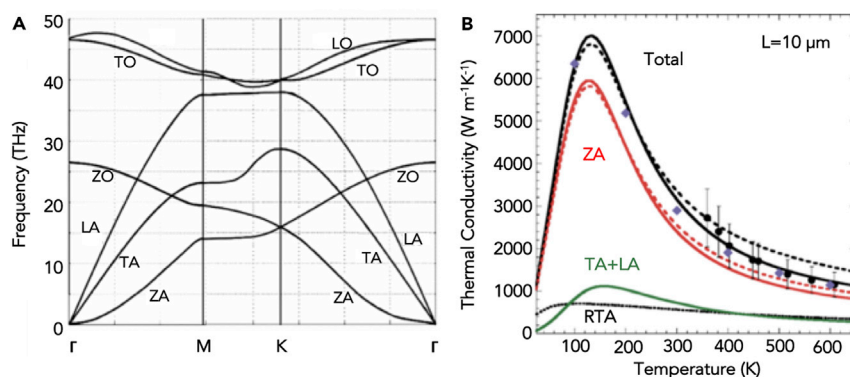 A
Frequency (THz)
50
40
30
20
10
0
TO
LO
TO
ZO
ZO
LA
LA
TA
TA
ZA
ZA
Γ
M
K
Γ
B
Thermal Conductivity (W m⁻¹K⁻¹)
7000
6000
5000
4000
3000
2000
1000
0
L=10 μm
Total
ZA
TA+LA
RTA
100
200
300
400
500
600
Temperature (K)